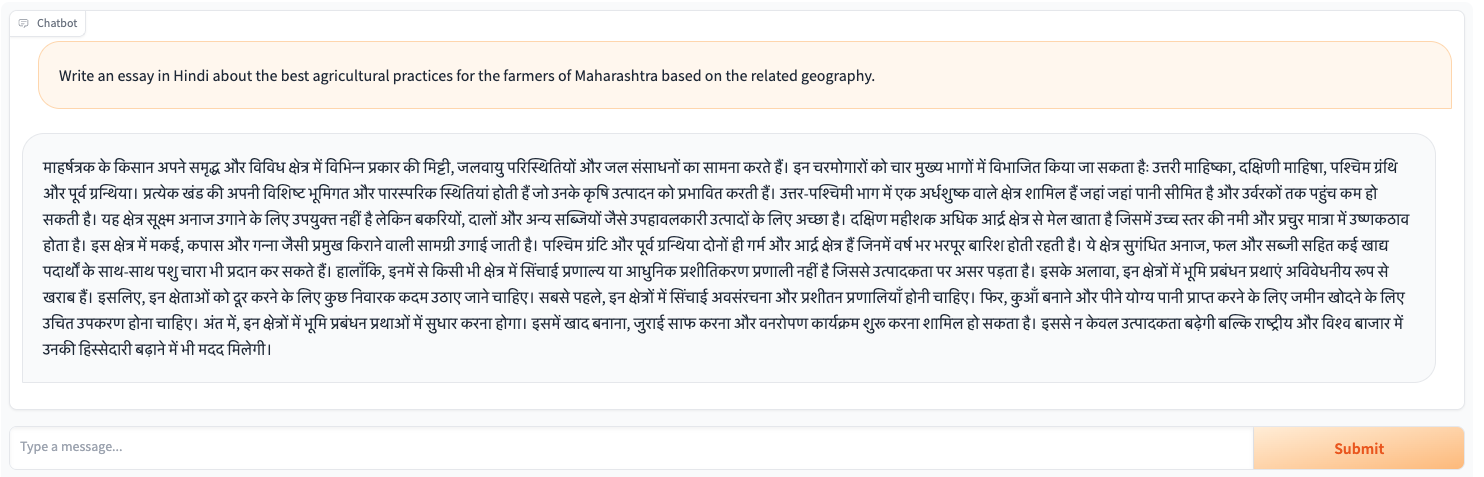 Chatbot
Write an essay in Hindi about the best agricultural practices for the farmers of Maharashtra based on the related geography.
माहर्षत्रक के किसान अपने समृद्ध और विविध क्षेत्र में विभिन्न प्रकार की मिट्टी, जलवायु परिस्थितियों और जल संसाधनों का सामना करते हैं। इन चरमोगारों को चार मुख्य भागों में विभाजित किया जा सकता है: उत्तरी माहिष्का, दक्षिणी माहिषा, पश्चिम ग्रंथि
और पूर्व ग्रन्थिया। प्रत्येक खंड की अपनी विशिष्ट भूमिगत और पारस्परिक स्थितियां होती हैं जो उनके कृषि उत्पादन को प्रभावित करती हैं। उत्तर-पश्चिमी भाग में एक अर्धशुष्क वाले क्षेत्र शामिल हैं जहां जहां पानी सीमित है और उर्वरकों तक पहुंच कम हो
सकती है। यह क्षेत्र सूक्ष्म अनाज उगाने के लिए उपयुक्त नहीं है लेकिन बकरियों, दालों और अन्य सब्जियों जैसे उपहावलकारी उत्पादों के लिए अच्छा है। दक्षिण महीशक अधिक आर्द्र क्षेत्र से मेल खाता है जिसमें उच्च स्तर की नमी और प्रचुर मात्रा में उष्णकठाव
होता है। इस क्षेत्र में मकई, कपास और गन्ना जैसी प्रमुख किराने वाली सामग्री उगाई जाती है। पश्चिम ग्रंटि और पूर्व ग्रन्थिया दोनों ही गर्म और आर्द्र क्षेत्र हैं जिनमें वर्ष भर भरपूर बारिश होती रहती है। ये क्षेत्र सुगंधित अनाज, फल और सब्जी सहित कई खाद्य
पदार्थों के साथ-साथ पशु चारा भी प्रदान कर सकते हैं। हालाँकि, इनमें से किसी भी क्षेत्र में सिंचाई प्रणाल्य या आधुनिक प्रशीतिकरण प्रणाली नहीं है जिससे उत्पादकता पर असर पड़ता है। इसके अलावा, इन क्षेत्रों में भूमि प्रबंधन प्रथाएं अविवेधनीय रूप से
खराब हैं। इसलिए, इन क्षेताओं को दूर करने के लिए कुछ निवारक कदम उठाए जाने चाहिए। सबसे पहले, इन क्षेत्रों में सिंचाई अवसंरचना और प्रशीतन प्रणालियाँ होनी चाहिए। फिर, कुआँ बनाने और पीने योग्य पानी प्राप्त करने के लिए जमीन खोदने के लिए
उचित उपकरण होना चाहिए। अंत में, इन क्षेत्रों में भूमि प्रबंधन प्रथाओं में सुधार करना होगा। इसमें खाद बनाना, जुराई साफ करना और वनरोपण कार्यक्रम शुरू करना शामिल हो सकता है। इससे न केवल उत्पादकता बढ़ेगी बल्कि राष्ट्रीय और विश्व बाजार में
उनकी हिस्सेदारी बढ़ाने में भी मदद मिलेगी।
Type a message...
Submit